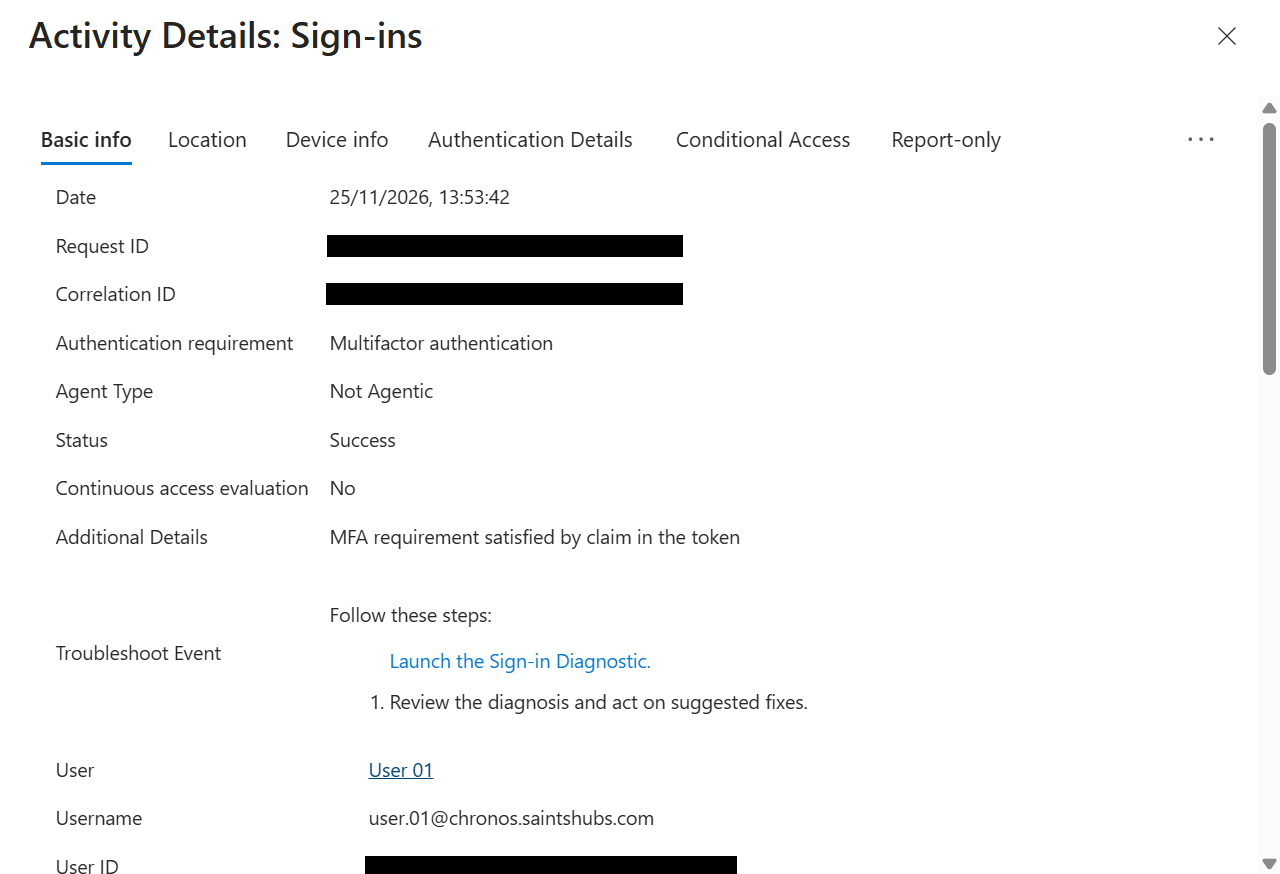 Activity Details: Sign-ins
Basic info Location Device info Authentication Details Conditional Access Report-only ...
Date 25/11/2026, 13:53:42
Request ID
Correlation ID
Authentication requirement Multifactor authentication
Agent Type Not Agentic
Status Success
Continuous access evaluation No
Additional Details MFA requirement satisfied by claim in the token
Follow these steps:
Troubleshoot Event
Launch the Sign-in Diagnostic.
1. Review the diagnosis and act on suggested fixes.
User User 01
Username user.01@chronos.saintshubs.com
User ID